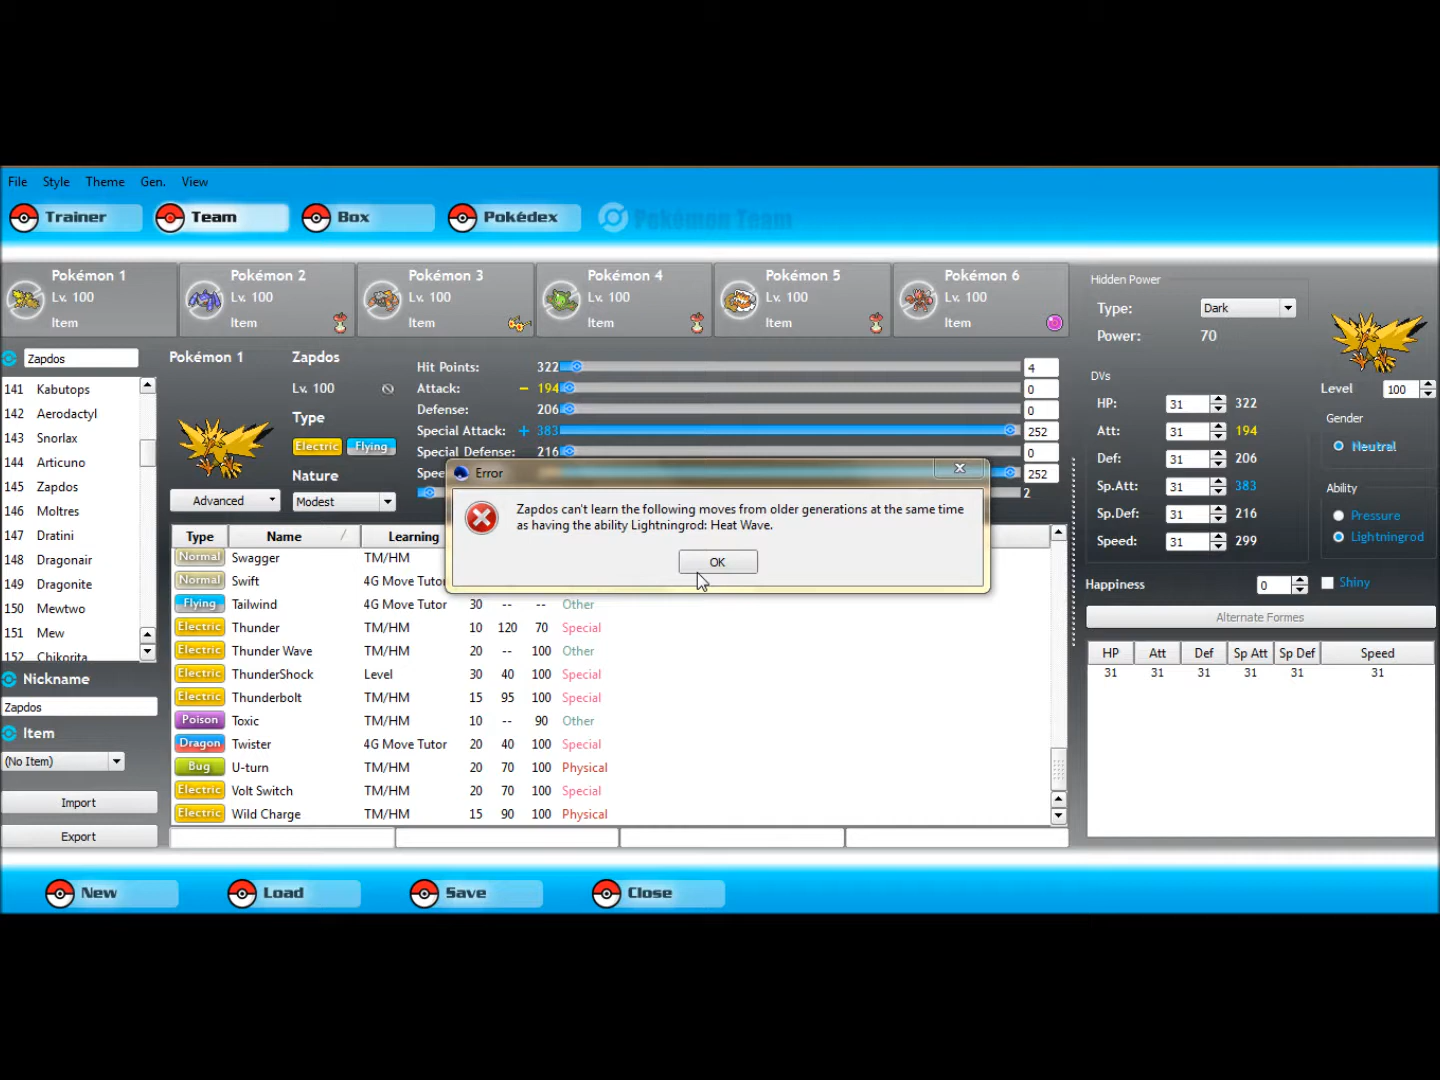 File Style Theme Gen. View
Trainer Team Box Pokédex Pokémon Team
Pokémon 1 Lv. 100 Item
Pokémon 2 Lv. 100 Item
Pokémon 3 Lv. 100 Item
Pokémon 4 Lv. 100 Item
Pokémon 5 Lv. 100 Item
Pokémon 6 Lv. 100 Item
Zapdos
141 Kabutops
142 Aerodactyl
143 Snorlax
144 Articuno
145 Zapdos
146 Moltres
147 Dratini
148 Dragonair
149 Dragonite
150 Mewtwo
151 Mew
152 Chikorita
Nickname
Zapdos
Item
(No Item)
Import
Export
Pokémon 1 Zapdos
Lv. 100
Type
Electric Flying
Nature
Advanced Modest
Hit Points: 322 4
Attack: − 194 0
Defense: 206 0
Special Attack: + 383 252
Special Defense: 216 0
Spee 252
2
Error
Zapdos can't learn the following moves from older generations at the same time
as having the ability Lightningrod: Heat Wave.
OK
Type Name Learning
Normal Swagger TM/HM
Normal Swift 4G Move Tutor
Flying Tailwind 4G Move Tutor 30 -- -- Other
Electric Thunder TM/HM 10 120 70 Special
Electric Thunder Wave TM/HM 20 -- 100 Other
Electric ThunderShock Level 30 40 100 Special
Electric Thunderbolt TM/HM 15 95 100 Special
Poison Toxic TM/HM 10 -- 90 Other
Dragon Twister 4G Move Tutor 20 40 100 Special
Bug U-turn TM/HM 20 70 100 Physical
Electric Volt Switch TM/HM 20 70 100 Special
Electric Wild Charge TM/HM 15 90 100 Physical
Hidden Power
Type: Dark
Power: 70
DVs
HP: 31 322
Att: 31 194
Def: 31 206
Sp.Att: 31 383
Sp.Def: 31 216
Speed: 31 299
Level 100
Gender
Neutral
Ability
Pressure
Lightningrod
Happiness 0 Shiny
Alternate Formes
HP Att Def Sp Att Sp Def Speed
31 31 31 31 31 31
New Load Save Close